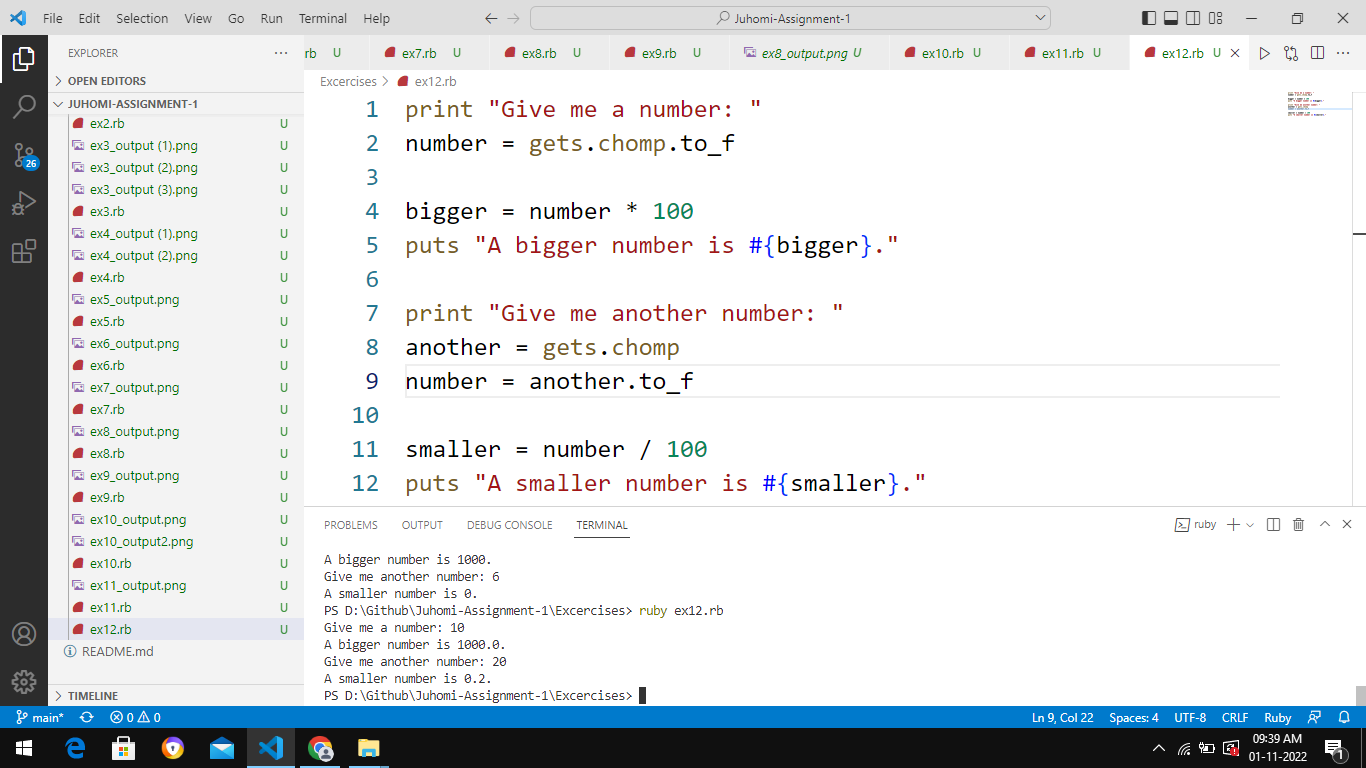 File Edit Selection View Go Run Terminal Help
Juhomi-Assignment-1
EXPLORER
rb U ex7.rb U ex8.rb U ex9.rb U ex8_output.png U ex10.rb U ex11.rb U ex12.rb U
OPEN EDITORS
JUHOMI-ASSIGNMENT-1
ex2.rb U
ex3_output (1).png U
ex3_output (2).png U
ex3_output (3).png U
ex3.rb U
ex4_output (1).png U
ex4_output (2).png U
ex4.rb U
ex5_output.png U
ex5.rb U
ex6_output.png U
ex6.rb U
ex7_output.png U
ex7.rb U
ex8_output.png U
ex8.rb U
ex9_output.png U
ex9.rb U
ex10_output.png U
ex10_output2.png U
ex10.rb U
ex11_output.png U
ex11.rb U
ex12.rb U
README.md
TIMELINE
26
Excercises > ex12.rb
1 print "Give me a number: "
2 number = gets.chomp.to_f
3
4 bigger = number * 100
5 puts "A bigger number is #{bigger}."
6
7 print "Give me another number: "
8 another = gets.chomp
9 number = another.to_f
10
11 smaller = number / 100
12 puts "A smaller number is #{smaller}."
PROBLEMS OUTPUT DEBUG CONSOLE TERMINAL
ruby
A bigger number is 1000.
Give me another number: 6
A smaller number is 0.
PS D:\Github\Juhomi-Assignment-1\Excercises> ruby ex12.rb
Give me a number: 10
A bigger number is 1000.0.
Give me another number: 20
A smaller number is 0.2.
PS D:\Github\Juhomi-Assignment-1\Excercises>
main* 0 0
Ln 9, Col 22 Spaces: 4 UTF-8 CRLF Ruby
09:39 AM
01-11-2022
1